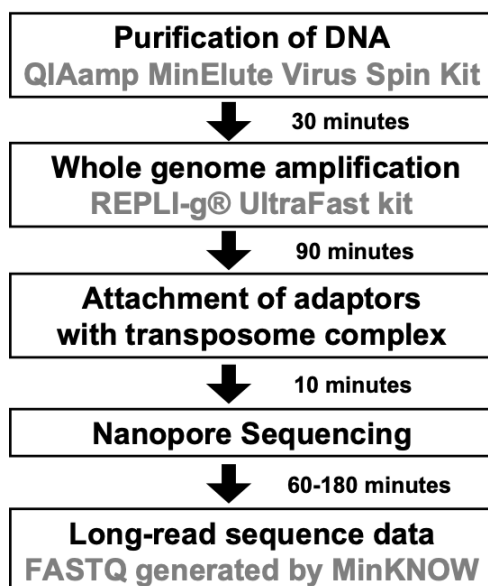 Purification of DNA
QIAamp MinElute Virus Spin Kit
30 minutes
Whole genome amplification
REPLI-g® UltraFast kit
90 minutes
Attachment of adaptors
with transposome complex
10 minutes
Nanopore Sequencing
60-180 minutes
Long-read sequence data
FASTQ generated by MinKNOW